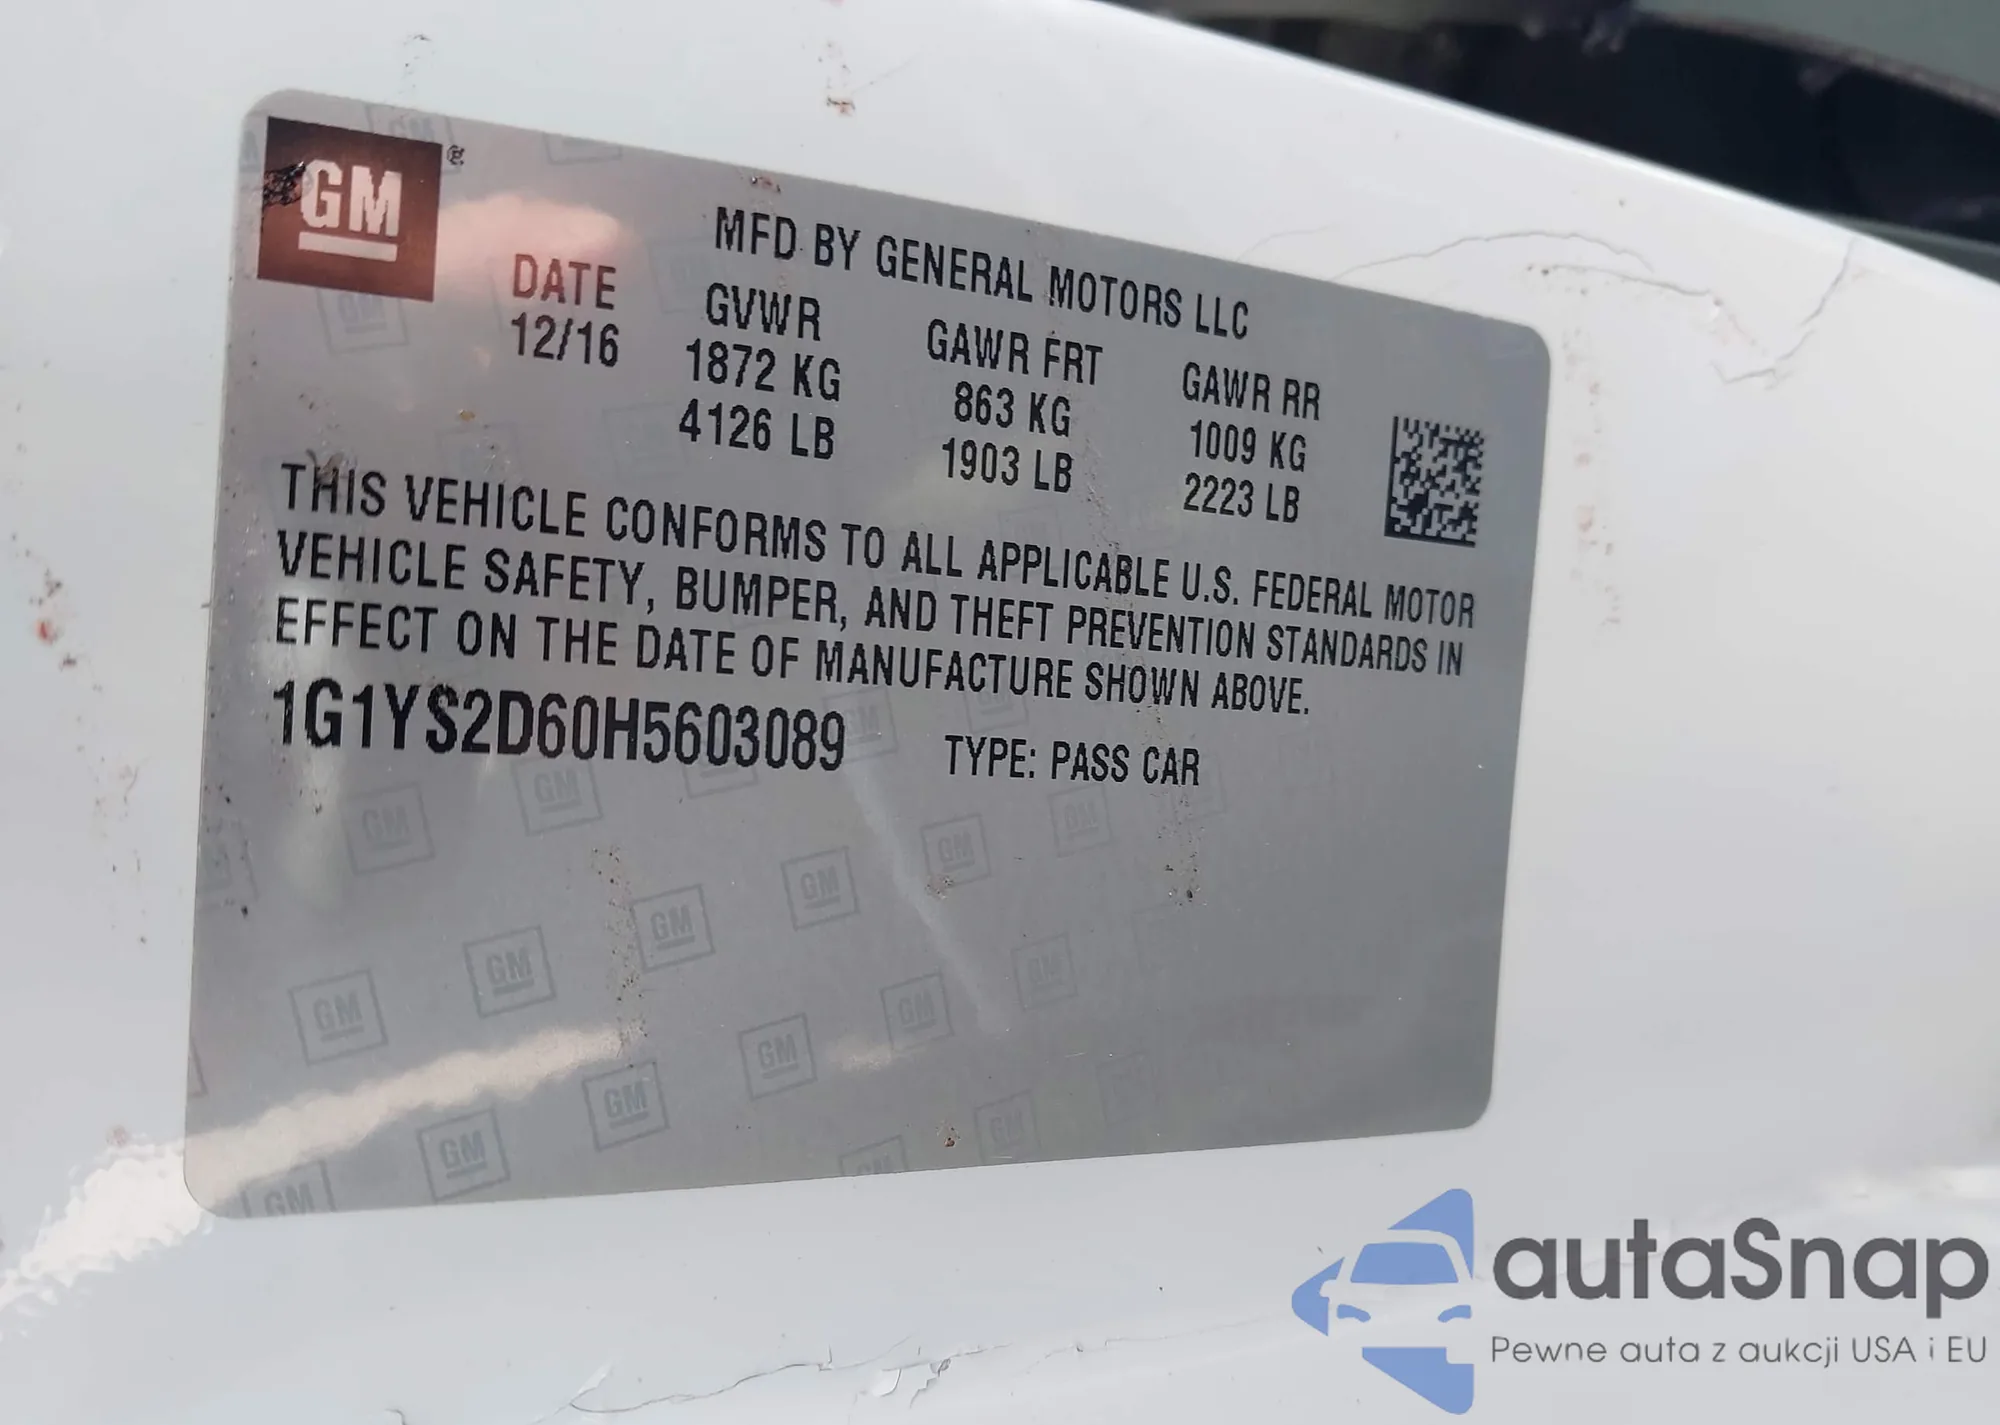 GM
MFD BY GENERAL MOTORS LLC
DATE GVWR GAWR FRT GAWR RR
12/16 1872 KG 863 KG 1009 KG
4126 LB 1903 LB 2223 LB
THIS VEHICLE CONFORMS TO ALL APPLICABLE U.S. FEDERAL MOTOR
VEHICLE SAFETY, BUMPER, AND THEFT PREVENTION STANDARDS IN
EFFECT ON THE DATE OF MANUFACTURE SHOWN ABOVE.
1G1YS2D60H5603089 TYPE: PASS CAR
autaSnap
Pewne auta z aukcji USA i EU